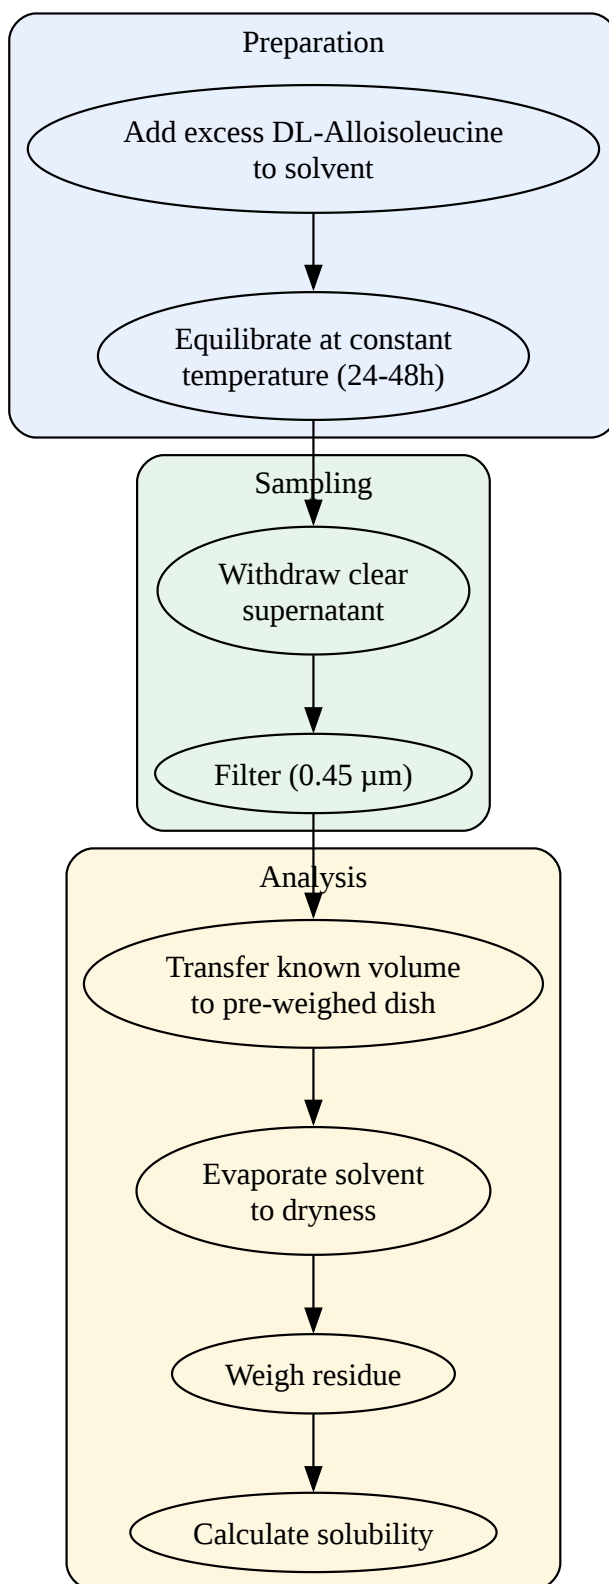 Preparation
Add excess DL-Alloisoleucine
to solvent
Equilibrate at constant
temperature (24-48h)
Sampling
Withdraw clear
supernatant
Filter (0.45 µm)
Analysis
Transfer known volume
to pre-weighed dish
Evaporate solvent
to dryness
Weigh residue
Calculate solubility